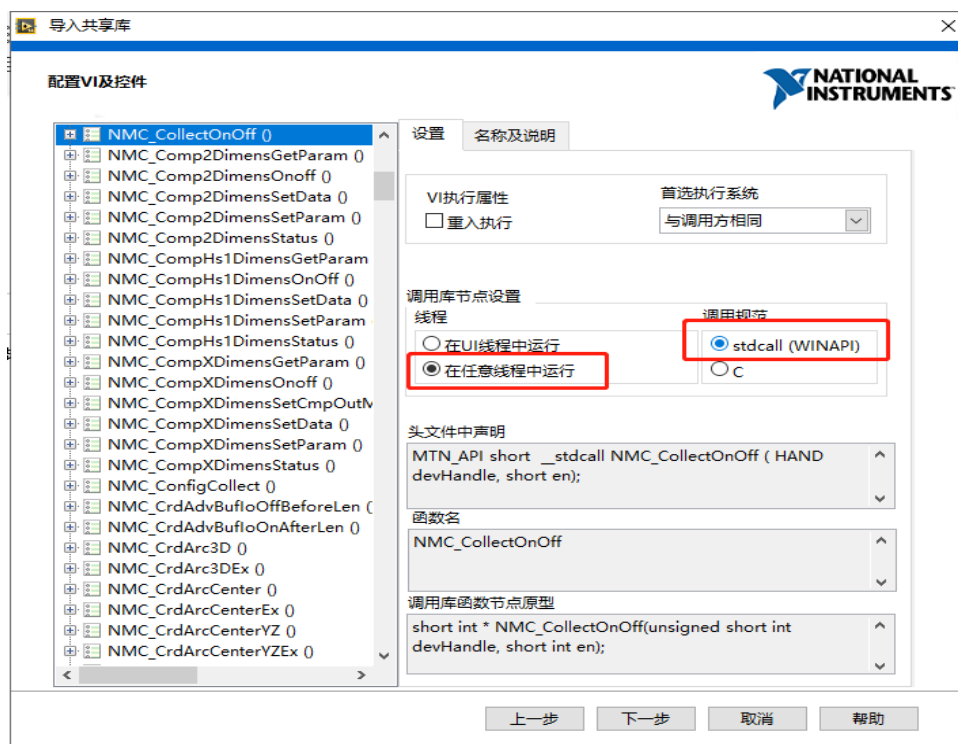 导入共享库
配置VI及控件
NATIONAL
INSTRUMENTS
NMC_CollectOnOff ()
NMC_Comp2DimensGetParam ()
NMC_Comp2DimensOnoff ()
NMC_Comp2DimensSetData ()
NMC_Comp2DimensSetParam ()
NMC_Comp2DimensStatus ()
NMC_CompHs1DimensGetParam
NMC_CompHs1DimensOnOff ()
NMC_CompHs1DimensSetData ()
NMC_CompHs1DimensSetParam
NMC_CompHs1DimensStatus ()
NMC_CompXDimensGetParam ()
NMC_CompXDimensOnoff ()
NMC_CompXDimensSetCmpOutM
NMC_CompXDimensSetData ()
NMC_CompXDimensSetParam ()
NMC_CompXDimensStatus ()
NMC_ConfigCollect ()
NMC_CrdAdvBufIoOffBeforeLen (
NMC_CrdAdvBufIoOnAfterLen ()
NMC_CrdArc3D ()
NMC_CrdArc3DEx ()
NMC_CrdArcCenter ()
NMC_CrdArcCenterEx ()
NMC_CrdArcCenterYZ ()
NMC_CrdArcCenterYZEx ()
设置 名称及说明
VI执行属性 首选执行系统
重入执行 与调用方相同
调用库节点设置
线程 调用规范
在UI线程中运行 stdcall (WINAPI)
在任意线程中运行 C
头文件中声明
MTN_API short __stdcall NMC_CollectOnOff ( HAND
devHandle, short en);
函数名
NMC_CollectOnOff
调用库函数节点原型
short int * NMC_CollectOnOff(unsigned short int
devHandle, short int en);
上一步 下一步 取消 帮助